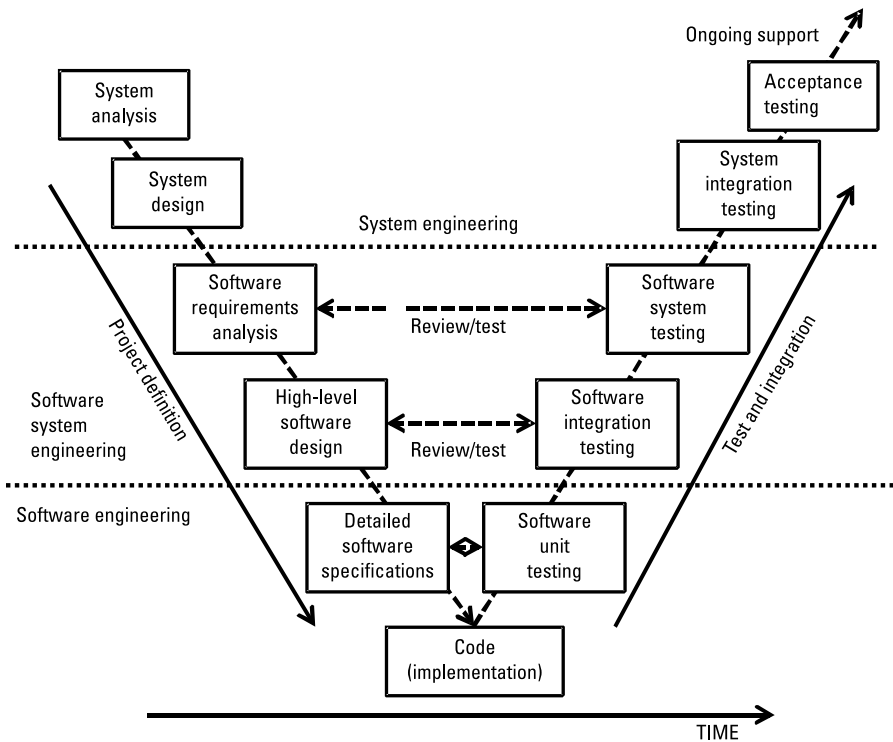 Ongoing support
System
analysis
Acceptance
testing
System
design
System
integration
testing
System engineering
Software
requirements
analysis
Review/test
Software
system
testing
Project definition
Test and integration
Software
system
engineering
High-level
software
design
Review/test
Software
integration
testing
Software engineering
Detailed
software
specifications
Software
unit
testing
Code
(implementation)
TIME